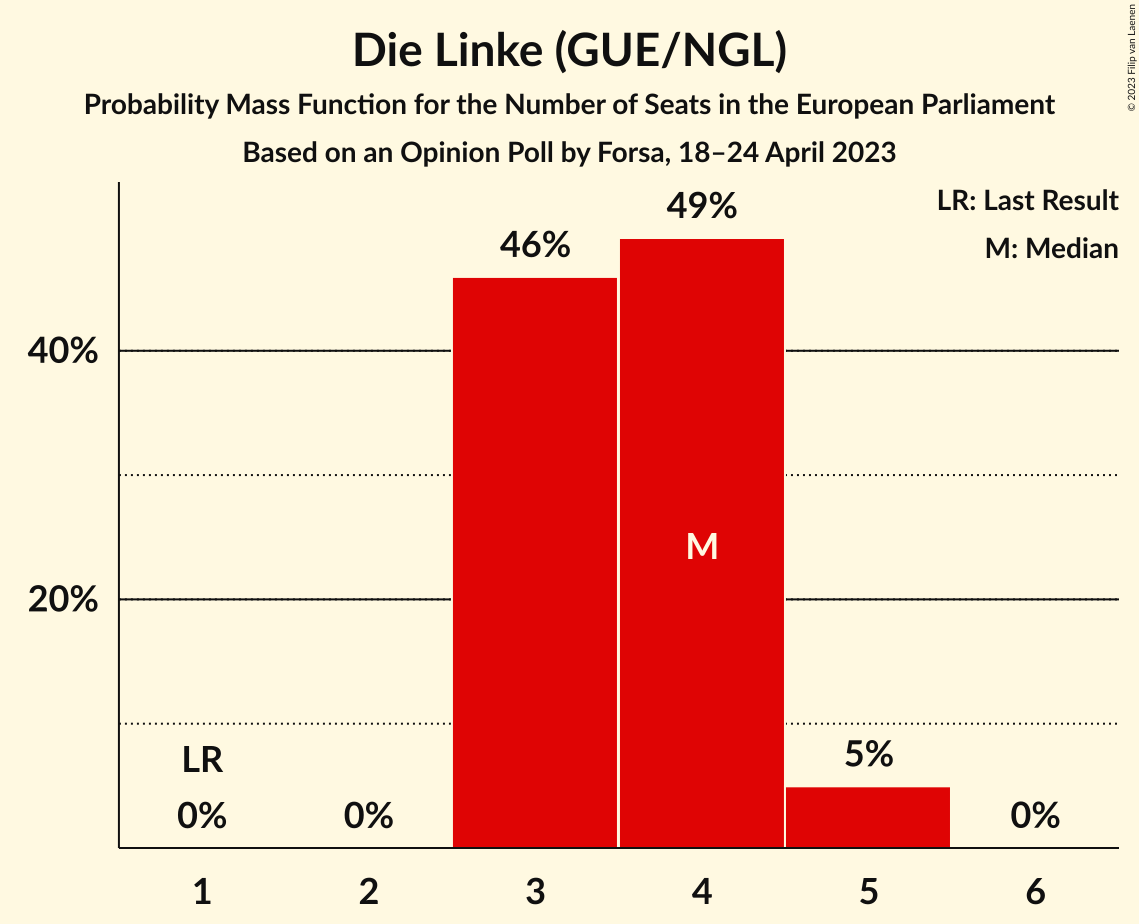 Die Linke (GUE/NGL)
Probability Mass Function for the Number of Seats in the European Parliament
Based on an Opinion Poll by Forsa, 18–24 April 2023
© 2023 Filip van Laenen
LR: Last Result
M: Median
49%
46%
40%
M
20%
5%
LR
0%
0%
0%
1
2
3
4
5
6